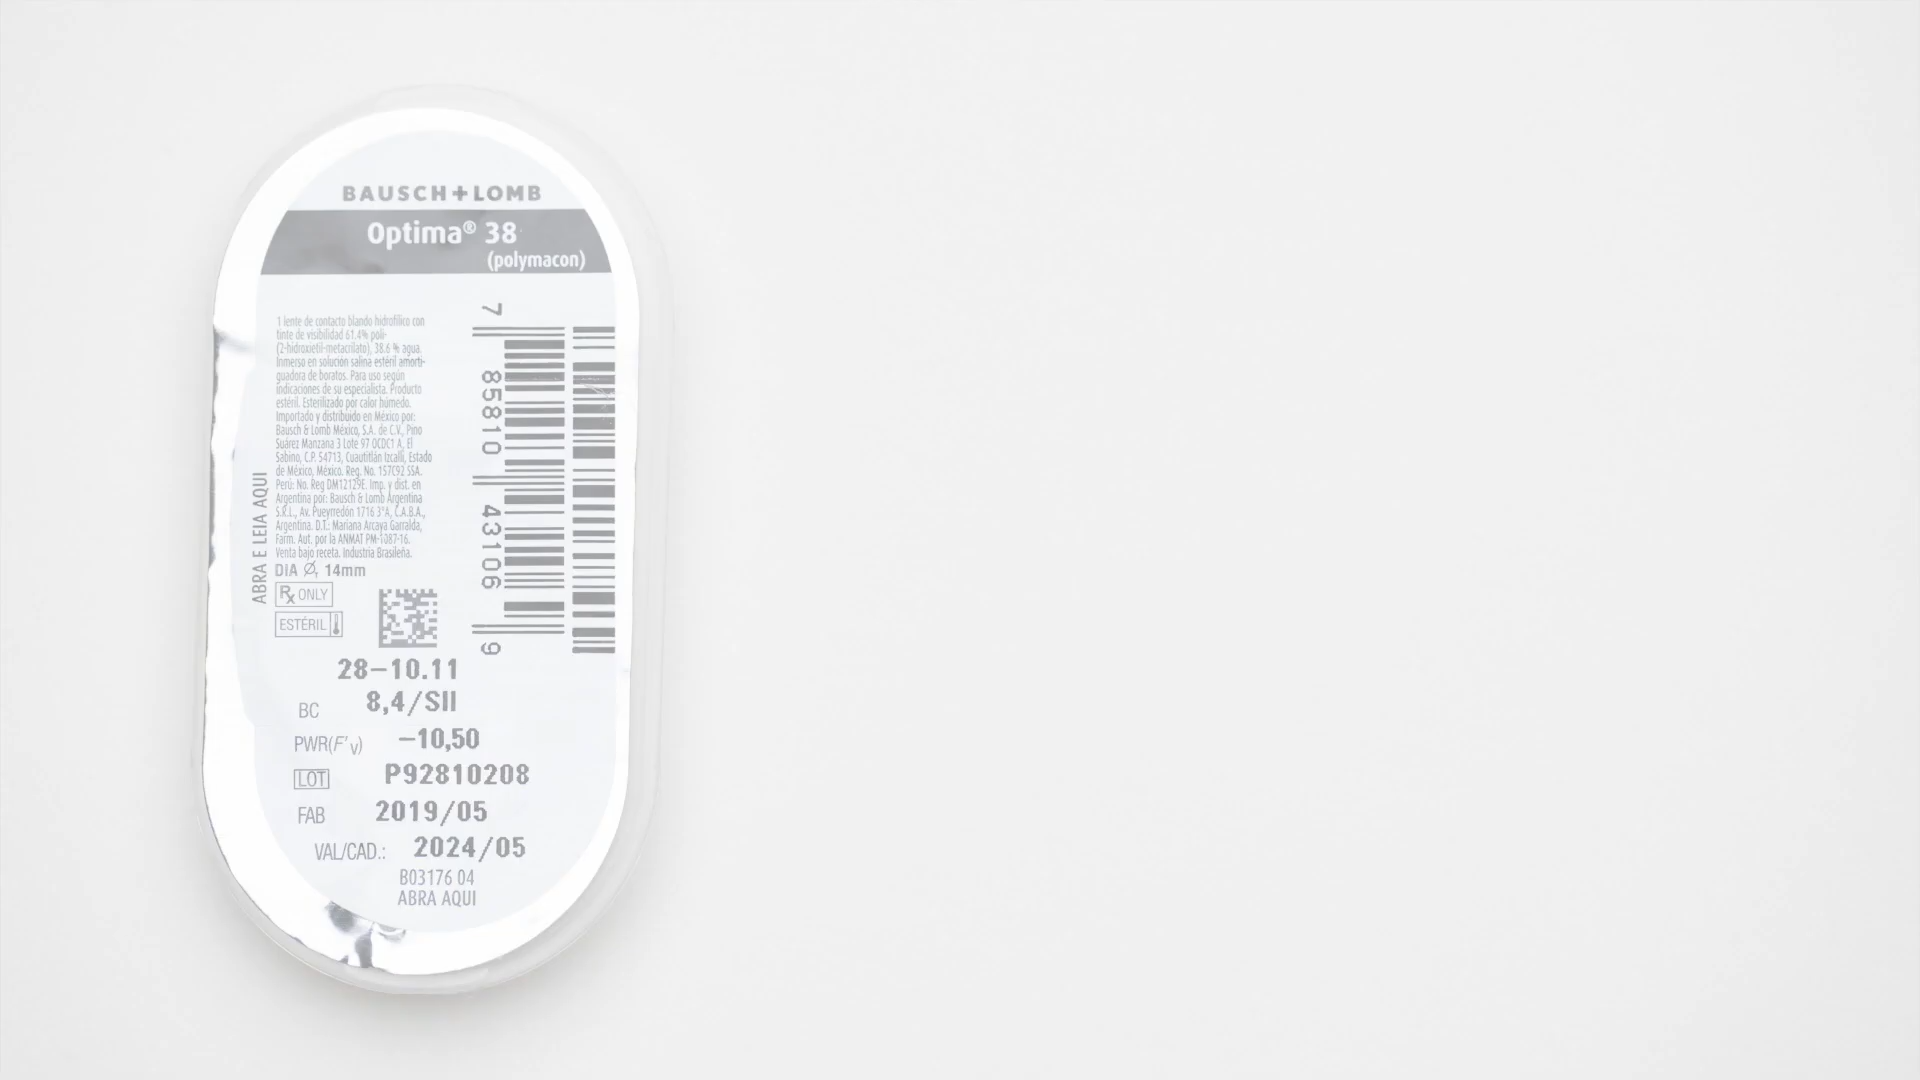 BAUSCH+LOMB
Optima® 38
(polymacon)
1 lente de contacto blando hidrofílico con
tinte de visibilidad 61.4% poli-
(2-hidroxietil-metacrilato), 38.6 % agua.
Inmerso en solución salina estéril amorti-
guadora de boratos. Para uso según
indicaciones de su especialista. Producto
estéril. Esterilizado por calor húmedo.
Importado y distribuido en México por:
Bausch & Lomb México, S.A. de C.V., Pino
Suárez Manzana 3 Lote 97 OCDC1 A, El
Sabino, C.P. 54713, Cuautitlán Izcalli, Estado
de México, México. Reg. No. 157C92 SSA.
Perú: No. Reg DM12129E. Imp. y dist. en
Argentina por: Bausch & Lomb Argentina
S.R.L., Av. Pueyrredón 1716 3°A, C.A.B.A.,
Argentina. D.T.: Mariana Arcaya Garralda,
Farm. Aut. por la ANMAT PM-1087-16.
Venta bajo receta. Industria Brasileña.
ABRA E LEIA AQUI
DIA Ø, 14mm
Rx ONLY
ESTÉRIL
7 85810 43106 9
28-10.11
BC 8,4/SII
PWR(F'v) -10,50
LOT P92810208
FAB 2019/05
VAL/CAD.: 2024/05
B03176 04
ABRA AQUI